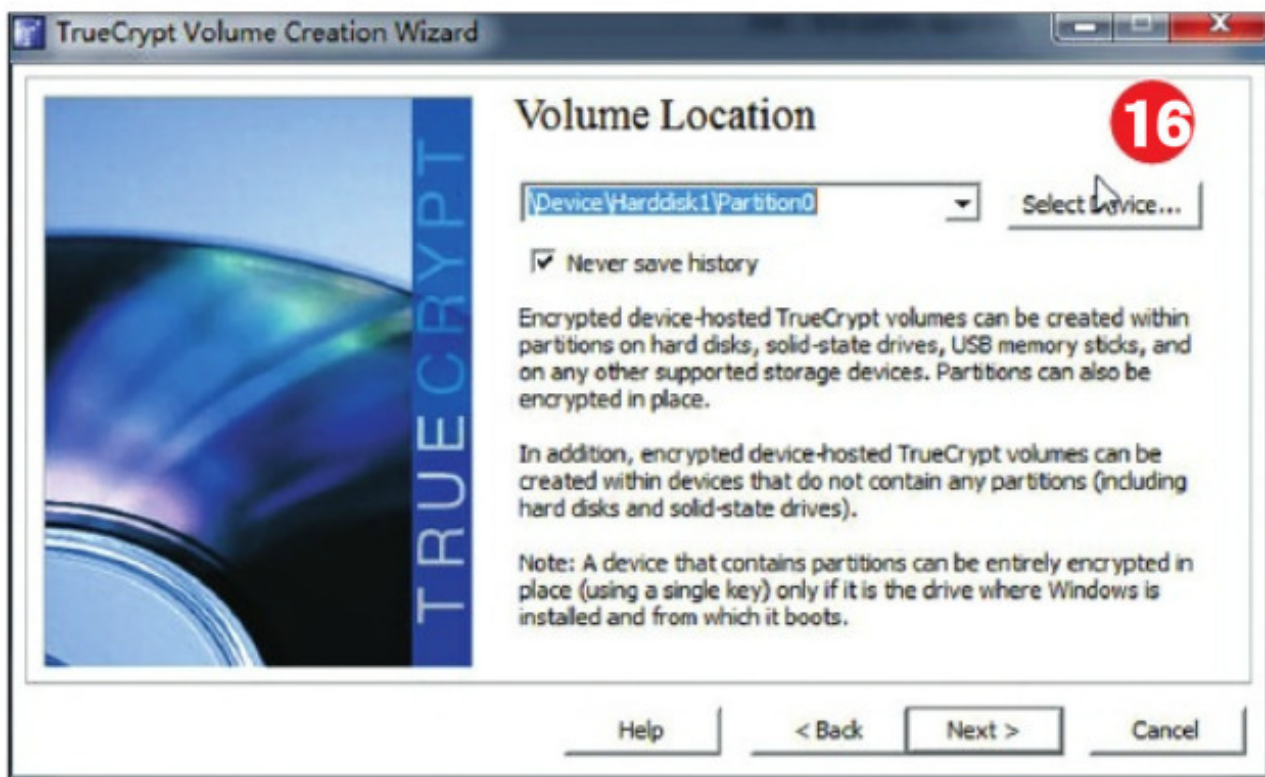 TrueCrypt Volume Creation Wizard
Volume Location
16
\Device\Harddisk1\Partition0
Select Device...
Never save history
Encrypted device-hosted TrueCrypt volumes can be created within
partitions on hard disks, solid-state drives, USB memory sticks, and
on any other supported storage devices. Partitions can also be
encrypted in place.
In addition, encrypted device-hosted TrueCrypt volumes can be
created within devices that do not contain any partitions (including
hard disks and solid-state drives).
Note: A device that contains partitions can be entirely encrypted in
place (using a single key) only if it is the drive where Windows is
installed and from which it boots.
TRUECRYPT
Help
< Back
Next >
Cancel